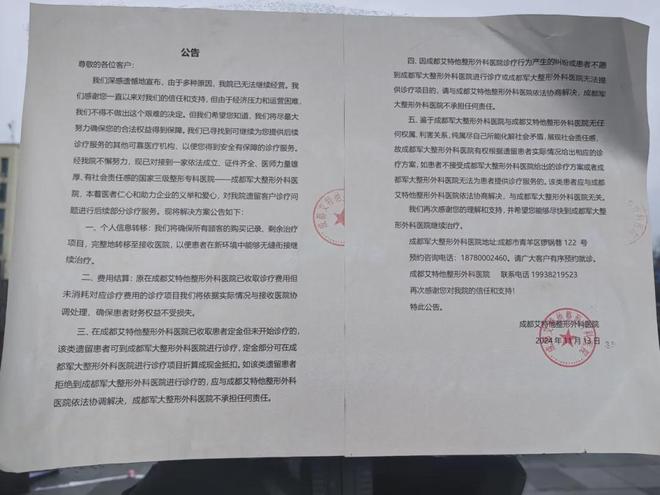 公告
尊敬的各位客户：
我们深感遗憾地宣布，由于多种原因，我院已无法继续经营。我
们感谢您一直以来对我们的信任和支持，但由于经济压力和运营困难，
我们不得不做出这个艰难的决定。但我们希望您知道，我们将尽最大
努力确保您的合法权益得到保障。我们已寻找到可继续为您提供后续
诊疗服务的其他可靠医疗机构，以便您得到安全有保障的诊疗服务。
经我院不懈努力，现已对接到一家依法成立、证件齐全、医师力量雄
厚，有社会责任感的国家三级整形专科医院——成都军大整形外科医
院，本着医者仁心和助力企业的义举和爱心，对我院遗留客户诊疗问
题进行后续部分诊疗服务。现将解决方案公告如下：
一、个人信息转移：我们将确保所有顾客的购买记录、剩余治疗
项目，完整地转移至接收医院，以便患者在新环境中能够无缝衔接继
续治疗。
二、费用结算：原在成都艾特他整形外科医院已收取诊疗费用但
未消耗对应诊疗费用的诊疗项目我们将依据实际情况与接收医院协
调处理，确保患者财务权益不受损失。
三、在成都艾特他整形外科医院已收取患者定金但未开始诊疗的，
该类遗留患者可到成都军大整形外科医院进行诊疗，定金部分可在成
都军大整形外科医院进行诊疗项目折算成现金抵扣。如该类遗留患者
拒绝到成都军大整形外科医院进行诊疗的，应与成都艾特他整形外科
医院依法协调解决，成都军大整形外科医院不承担任何责任。
四、因成都艾特他整形外科医院诊疗行为产生的纠纷或患者不愿
到成都军大整形外科医院进行诊疗或成都军大整形外科医院无法提
供诊疗项目的，请与成都艾特他整形外科医院依法协商解决，成都军
大整形外科医院不承担任何责任。
五、鉴于成都军大整形外科医院与成都艾特他整形外科医院无任
何权属、利害关系，纯属尽自己所能化解社会矛盾，展现社会责任感，
故成都军大整形外科医院有权根据遗留患者实际情况给出相应的诊
疗方案，如患者不接受成都军大整形外科医院给出的诊疗方案或者成
都军大整形外科医院无法为患者提供诊疗服务的。该类患者应与成都
艾特他整形外科医院依法协商解决，与成都军大整形外科医院无关。
我们再次感谢您的理解和支持，并希望您能够尽快到成都军大整
形外科医院继续治疗。
成都军大整形外科医院地址:成都市青羊区锣锅巷 122 号
预约咨询电话：18780002460。请广大客户有序预约就诊。
成都艾特他整形外科医院 联系电话 19938219523
再次感谢您对我院的信任和支持！
特此公告。
成都艾特他整形外科医院
2024 年 11 月 13 日